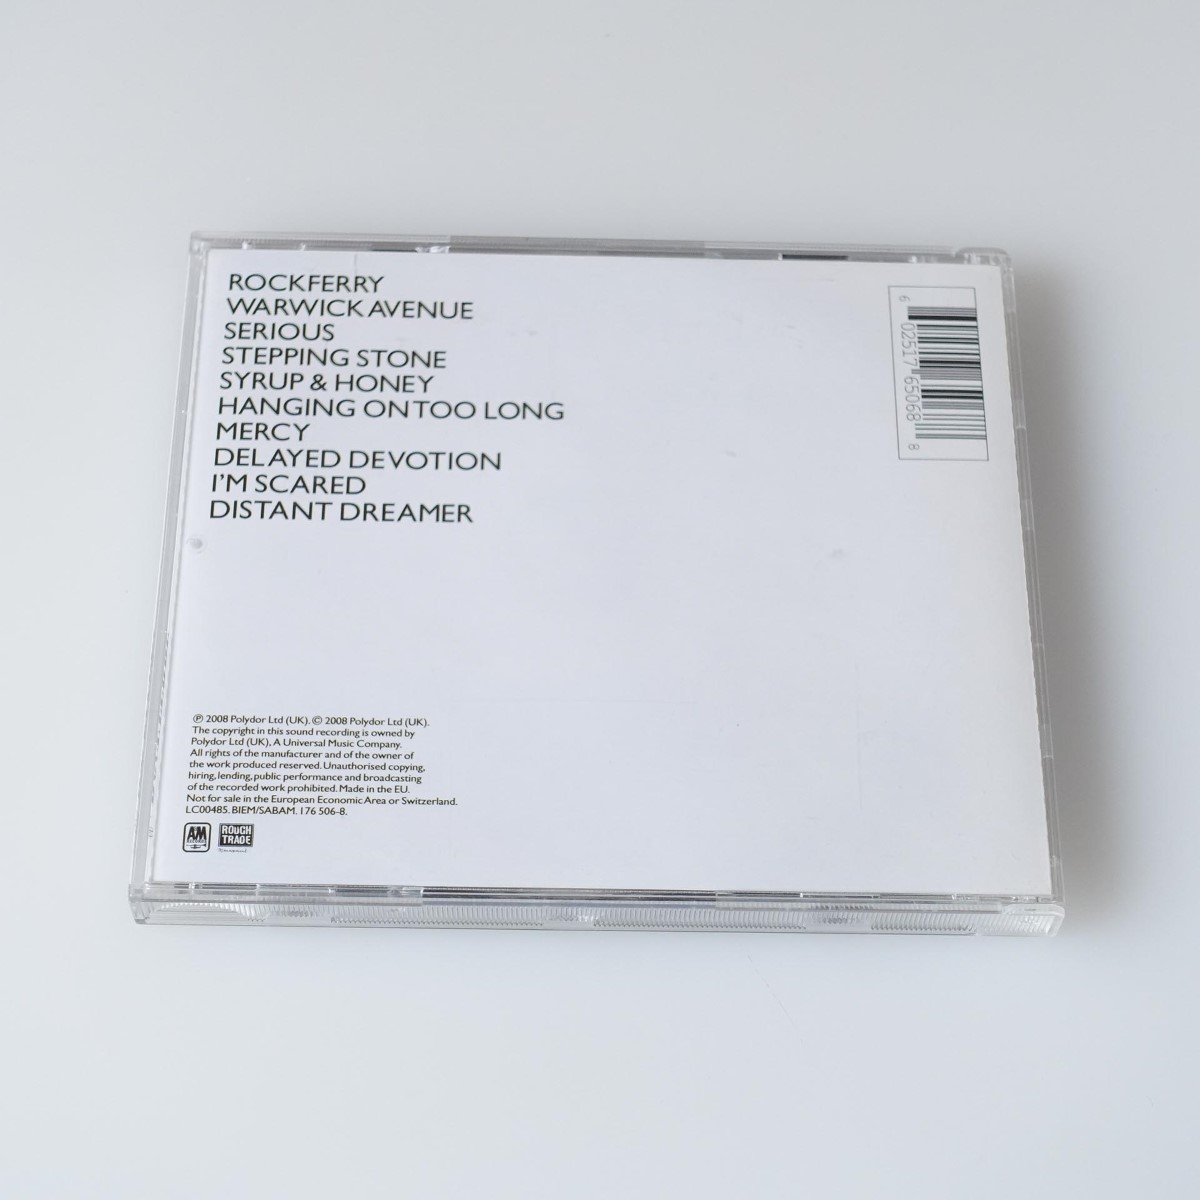 ROCKFERRY
WARWICK AVENUE
SERIOUS
STEPPING STONE
SYRUP & HONEY
HANGING ON TOO LONG
MERCY
DELAYED DEVOTION
I'M SCARED
DISTANT DREAMER
6 02517 65068 8
℗ 2008 Polydor Ltd (UK). © 2008 Polydor Ltd (UK).
The copyright in this sound recording is owned by
Polydor Ltd (UK), A Universal Music Company.
All rights of the manufacturer and of the owner of
the work produced reserved. Unauthorised copying,
hiring, lending, public performance and broadcasting
of the recorded work prohibited. Made in the EU.
Not for sale in the European Economic Area or Switzerland.
LC00485. BIEM/SABAM. 176 506-8.
A&M
RECORDS
ROUGH
TRADE